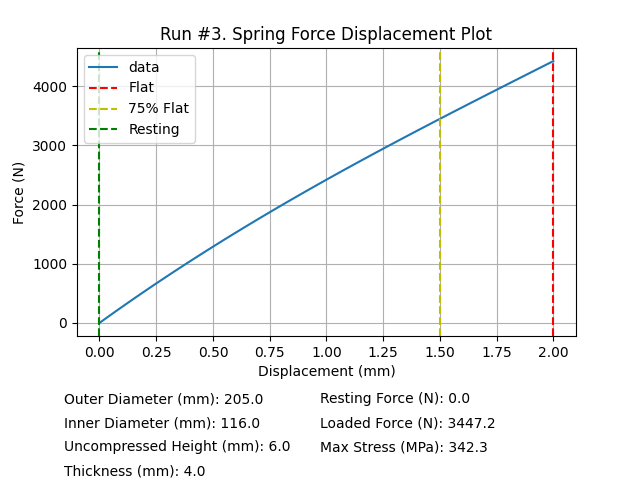 Run #3. Spring Force Displacement Plot
data
Flat
75% Flat
Resting
Force (N)
4000
3000
2000
1000
0
0.00 0.25 0.50 0.75 1.00 1.25 1.50 1.75 2.00
Displacement (mm)
Outer Diameter (mm): 205.0
Inner Diameter (mm): 116.0
Uncompressed Height (mm): 6.0
Thickness (mm): 4.0
Resting Force (N): 0.0
Loaded Force (N): 3447.2
Max Stress (MPa): 342.3